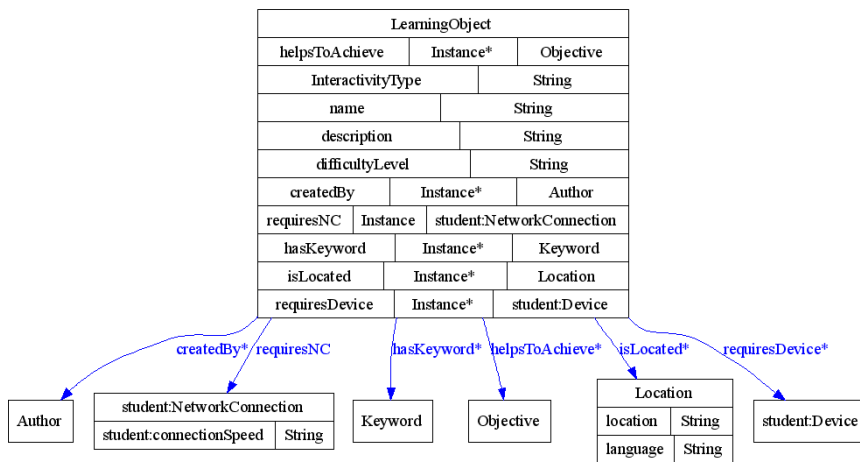 LearningObject
helpsToAchieve Instance* Objective
InteractivityType String
name String
description String
difficultyLevel String
createdBy Instance* Author
requiresNC Instance student:NetworkConnection
hasKeyword Instance* Keyword
isLocated Instance* Location
requiresDevice Instance* student:Device
createdBy* requiresNC hasKeyword* helpsToAchieve* isLocated* requiresDevice*
Author
student:NetworkConnection
student:connectionSpeed String
Keyword
Objective
Location
location String
language String
student:Device